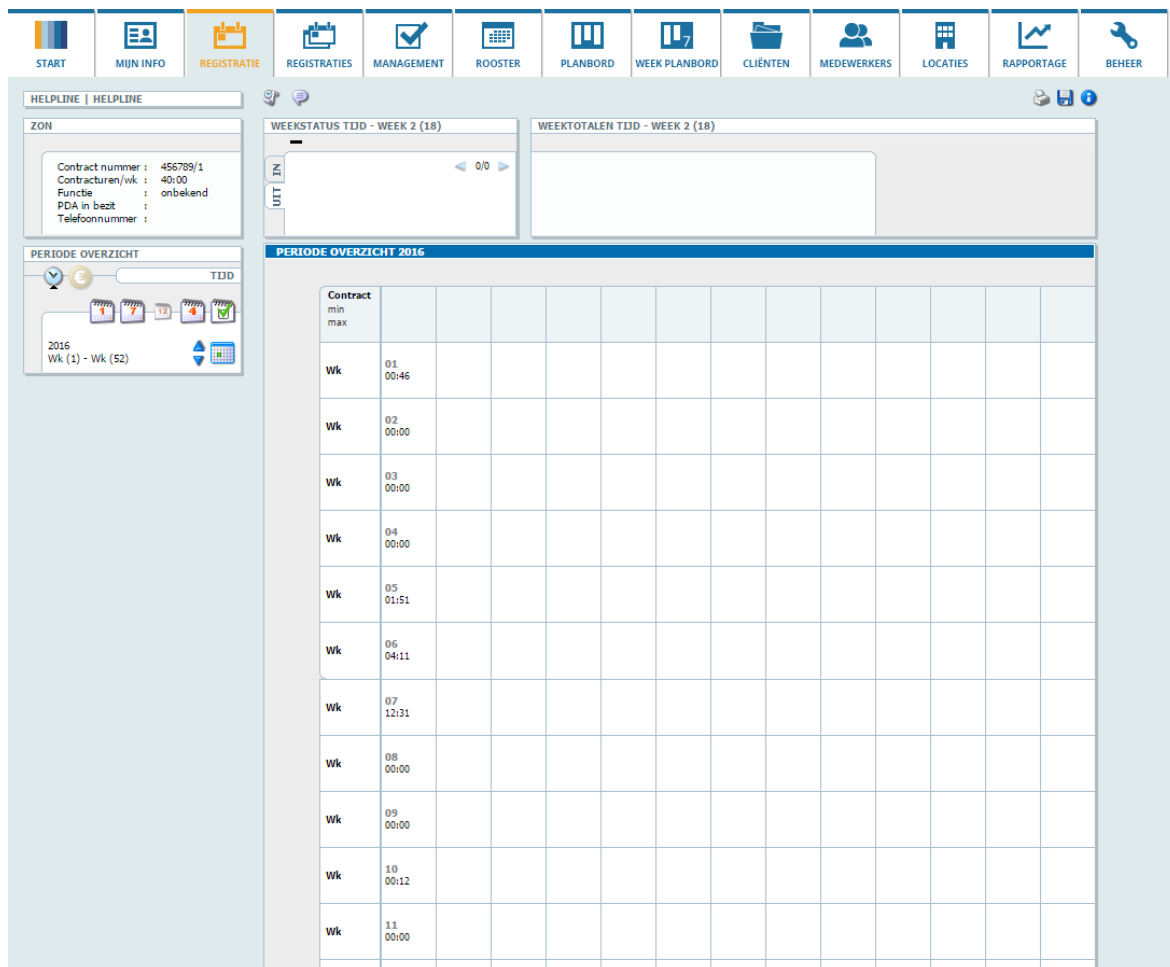 START
MIJN INFO
REGISTRATIE
REGISTRATIES
MANAGEMENT
ROOSTER
PLANBORD
7
WEEK PLANBORD
CLIËNTEN
MEDEWERKERS
LOCATIES
RAPPORTAGE
BEHEER
HELPLINE | HELPLINE
ZON
Contract nummer : 456789/1
Contracturen/wk : 40:00
Functie : onbekend
PDA in bezit :
Telefoonnummer :
PERIODE OVERZICHT
TIJD
1 7 12 4
2016
Wk (1) - Wk (52)
WEEKSTATUS TIJD - WEEK 2 (18)
IN
UIT
0/0
WEEKTOTALEN TIJD - WEEK 2 (18)
PERIODE OVERZICHT 2016
Contract
min
max
Wk 01
00:46
Wk 02
00:00
Wk 03
00:00
Wk 04
00:00
Wk 05
01:51
Wk 06
04:11
Wk 07
12:31
Wk 08
00:00
Wk 09
00:00
Wk 10
00:12
Wk 11
00:00